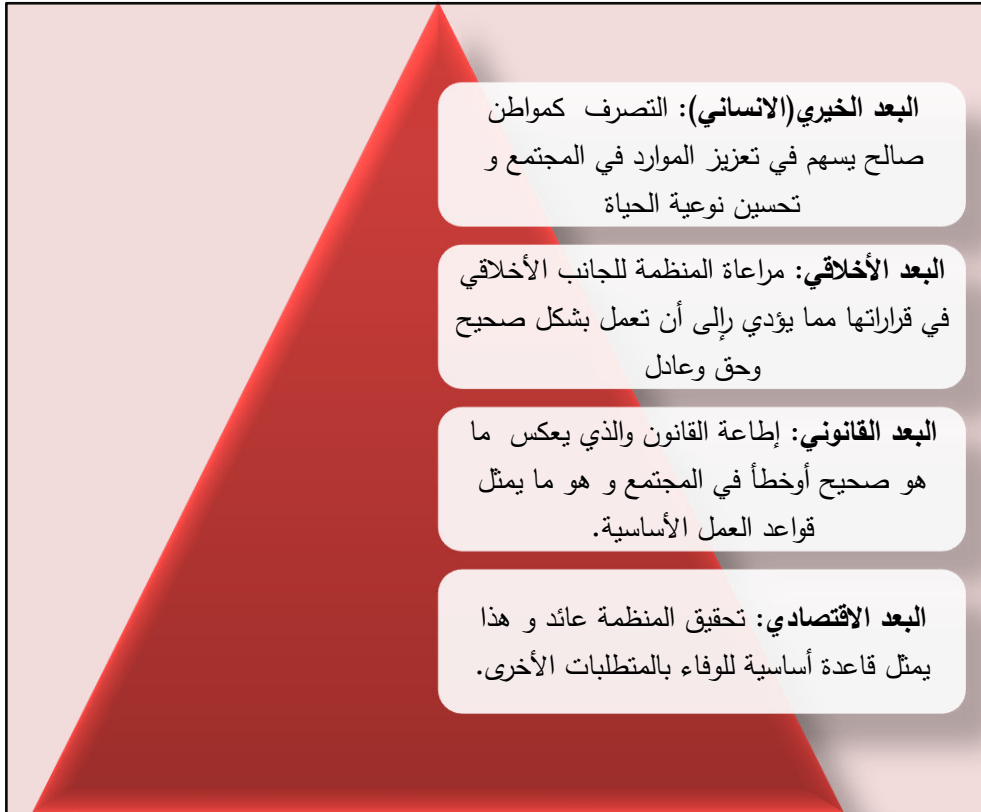 البعد الخيري(الانساني): التصرف كمواطن
صالح يسهم في تعزيز الموارد في المجتمع و
تحسين نوعية الحياة
البعد الأخلاقي: مراعاة المنظمة للجانب الأخلاقي
في قراراتها مما يؤدي رإلى أن تعمل بشكل صحيح
وحق وعادل
البعد القانوني: إطاعة القانون والذي يعكس ما
هو صحيح أوخطأ في المجتمع و هو ما يمثل
قواعد العمل الأساسية.
البعد الاقتصادي: تحقيق المنظمة عائد و هذا
يمثل قاعدة أساسية للوفاء بالمتطلبات الأخرى.